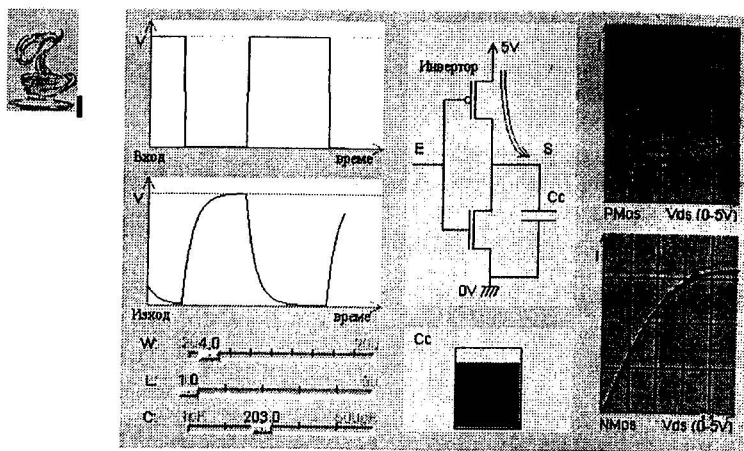 V
Вход
време
V
Изход
време
W:
4.0
L:
1.0
C:
203.0
Инвертор
5V
E
S
Cc
0V
Cc
I
PMos Vds (0-5V)
I
NMos Vds (0-5V)